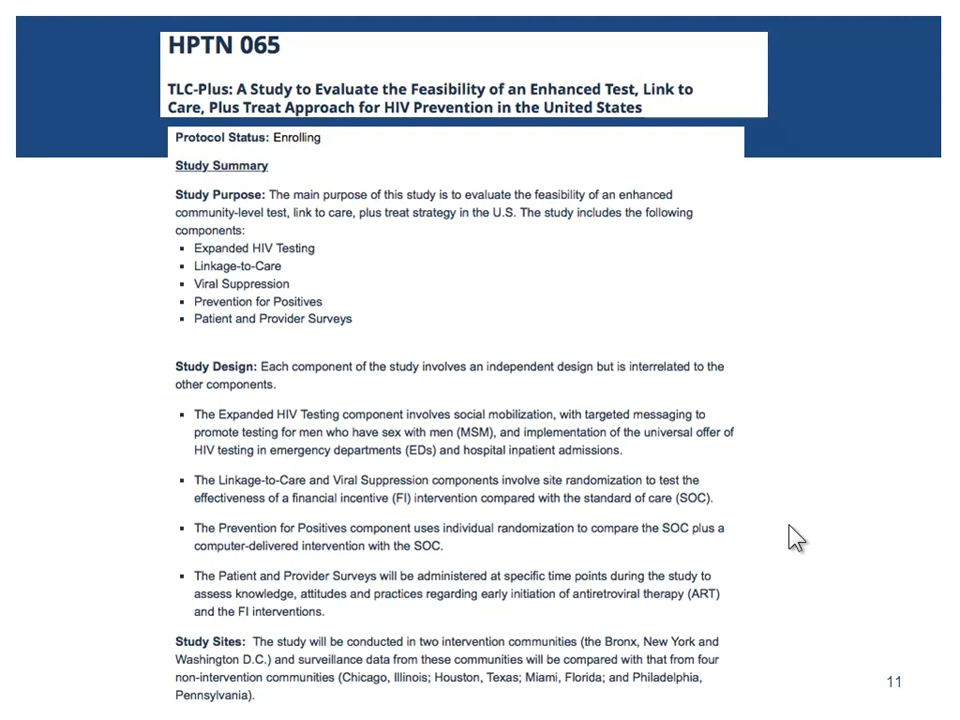 HPTN 065
TLC-Plus: A Study to Evaluate the Feasibility of an Enhanced Test, Link to
Care, Plus Treat Approach for HIV Prevention in the United States
Protocol Status: Enrolling
Study Summary
Study Purpose: The main purpose of this study is to evaluate the feasibility of an enhanced
community-level test, link to care, plus treat strategy in the U.S. The study includes the following
components:
▪ Expanded HIV Testing
▪ Linkage-to-Care
▪ Viral Suppression
▪ Prevention for Positives
▪ Patient and Provider Surveys
Study Design: Each component of the study involves an independent design but is interrelated to the
other components.
▪ The Expanded HIV Testing component involves social mobilization, with targeted messaging to
promote testing for men who have sex with men (MSM), and implementation of the universal offer of
HIV testing in emergency departments (EDs) and hospital inpatient admissions.
▪ The Linkage-to-Care and Viral Suppression components involve site randomization to test the
effectiveness of a financial incentive (FI) intervention compared with the standard of care (SOC).
▪ The Prevention for Positives component uses individual randomization to compare the SOC plus a
computer-delivered intervention with the SOC.
▪ The Patient and Provider Surveys will be administered at specific time points during the study to
assess knowledge, attitudes and practices regarding early initiation of antiretroviral therapy (ART)
and the FI interventions.
Study Sites: The study will be conducted in two intervention communities (the Bronx, New York and
Washington D.C.) and surveillance data from these communities will be compared with that from four
non-intervention communities (Chicago, Illinois; Houston, Texas; Miami, Florida; and Philadelphia,
Pennsylvania).
11